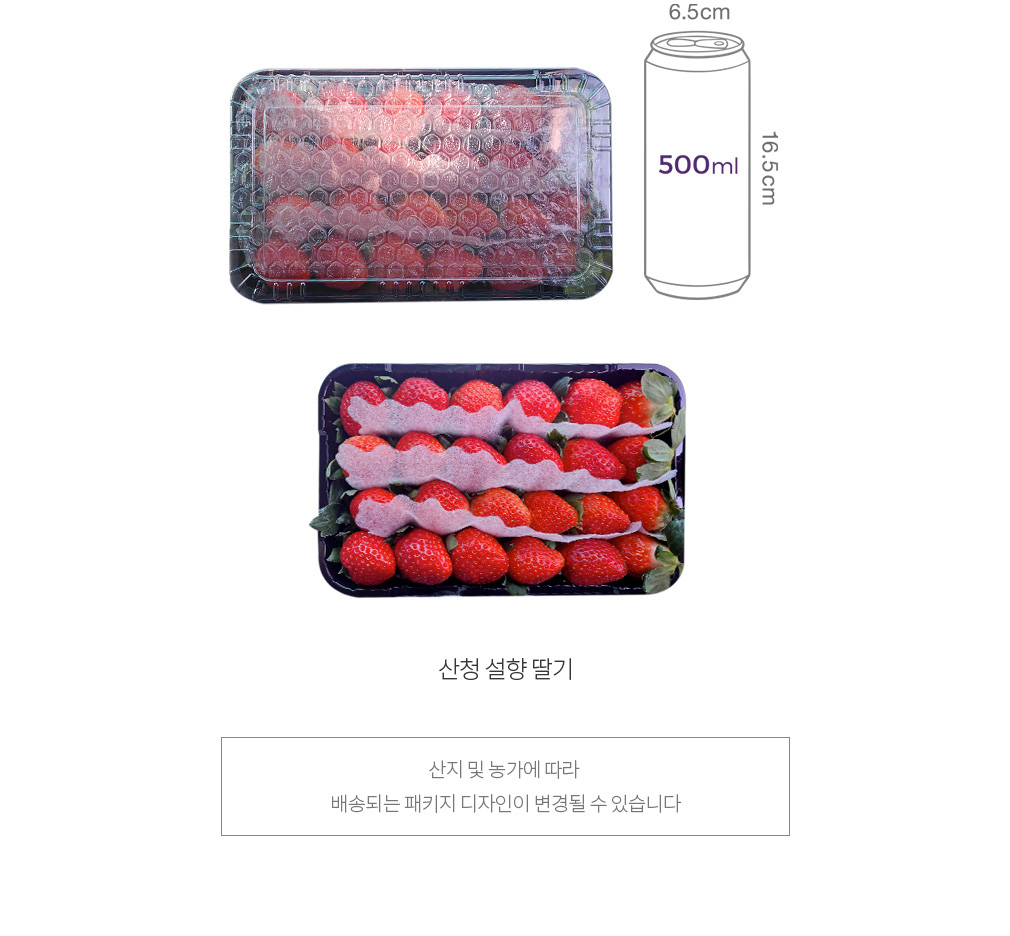 6.5cm
500ml
16.5cm
산청 설향 딸기
산지 및 농가에 따라
배송되는 패키지 디자인이 변경될 수 있습니다